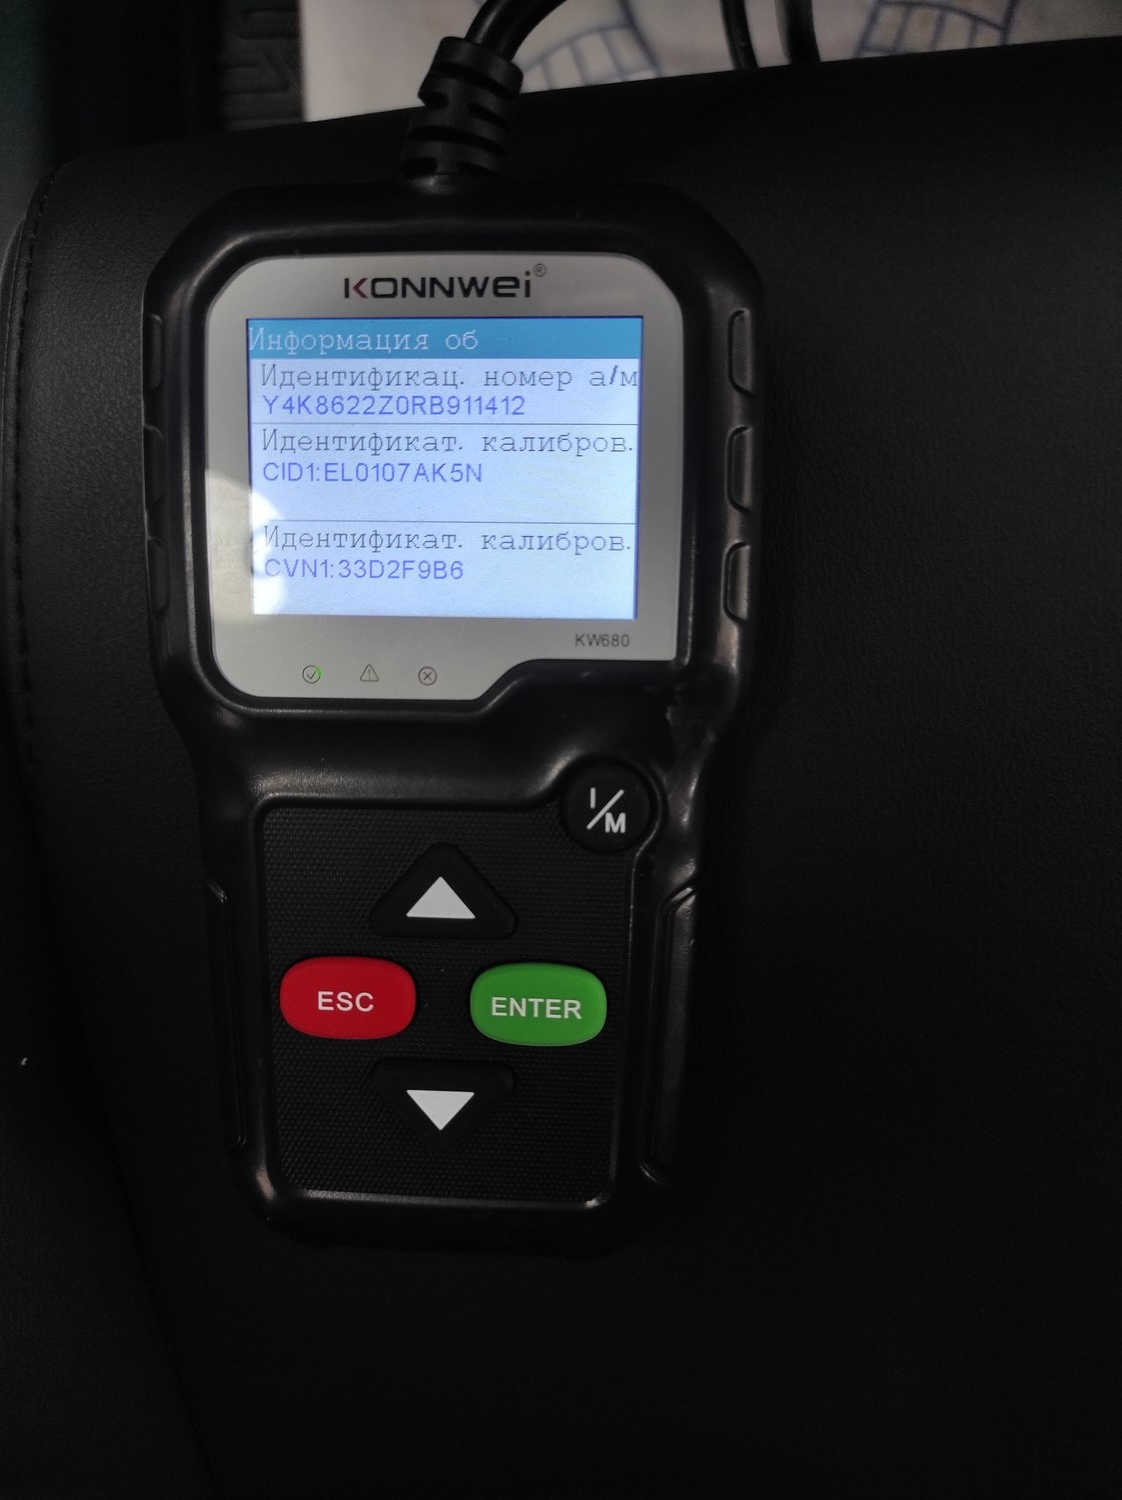 KONNWEI®
Информация об
Идентификац. номер а/м
Y4K8622Z0RB911412
Идентификат. калибров.
CID1:EL0107AK5N
Идентификат. калибров.
CVN1:33D2F9B6
KW680
I/M
ESC
ENTER